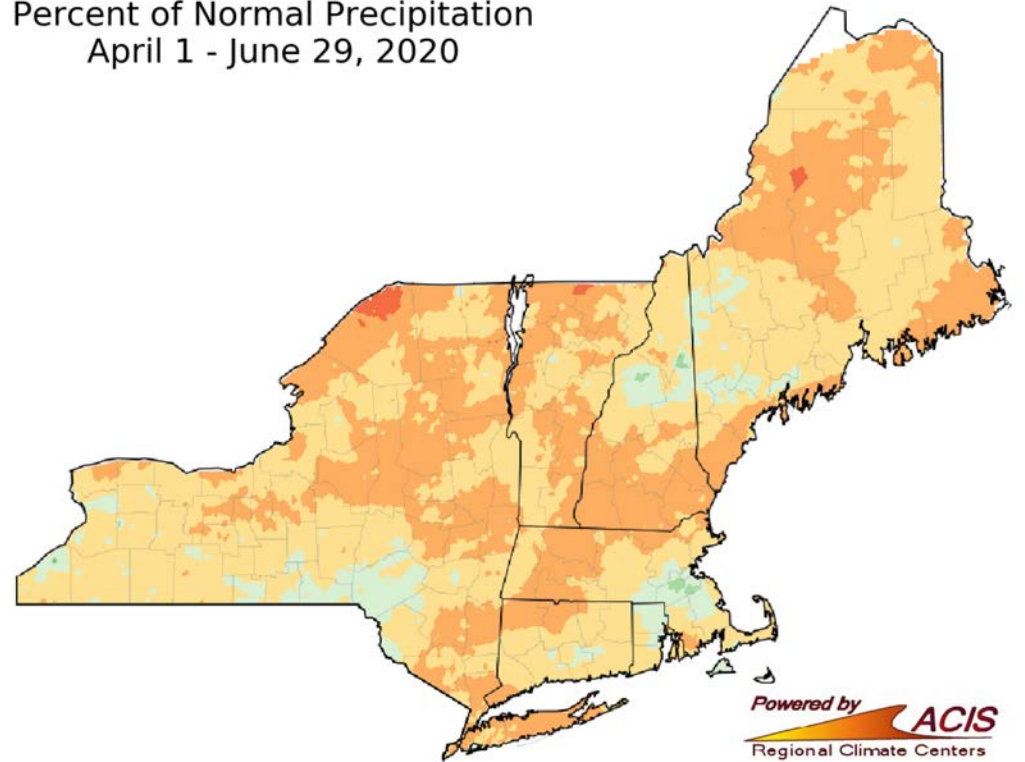 Percent of Normal Precipitation
April 1 - June 29, 2020
Powered by
ACIS
Regional Climate Centers